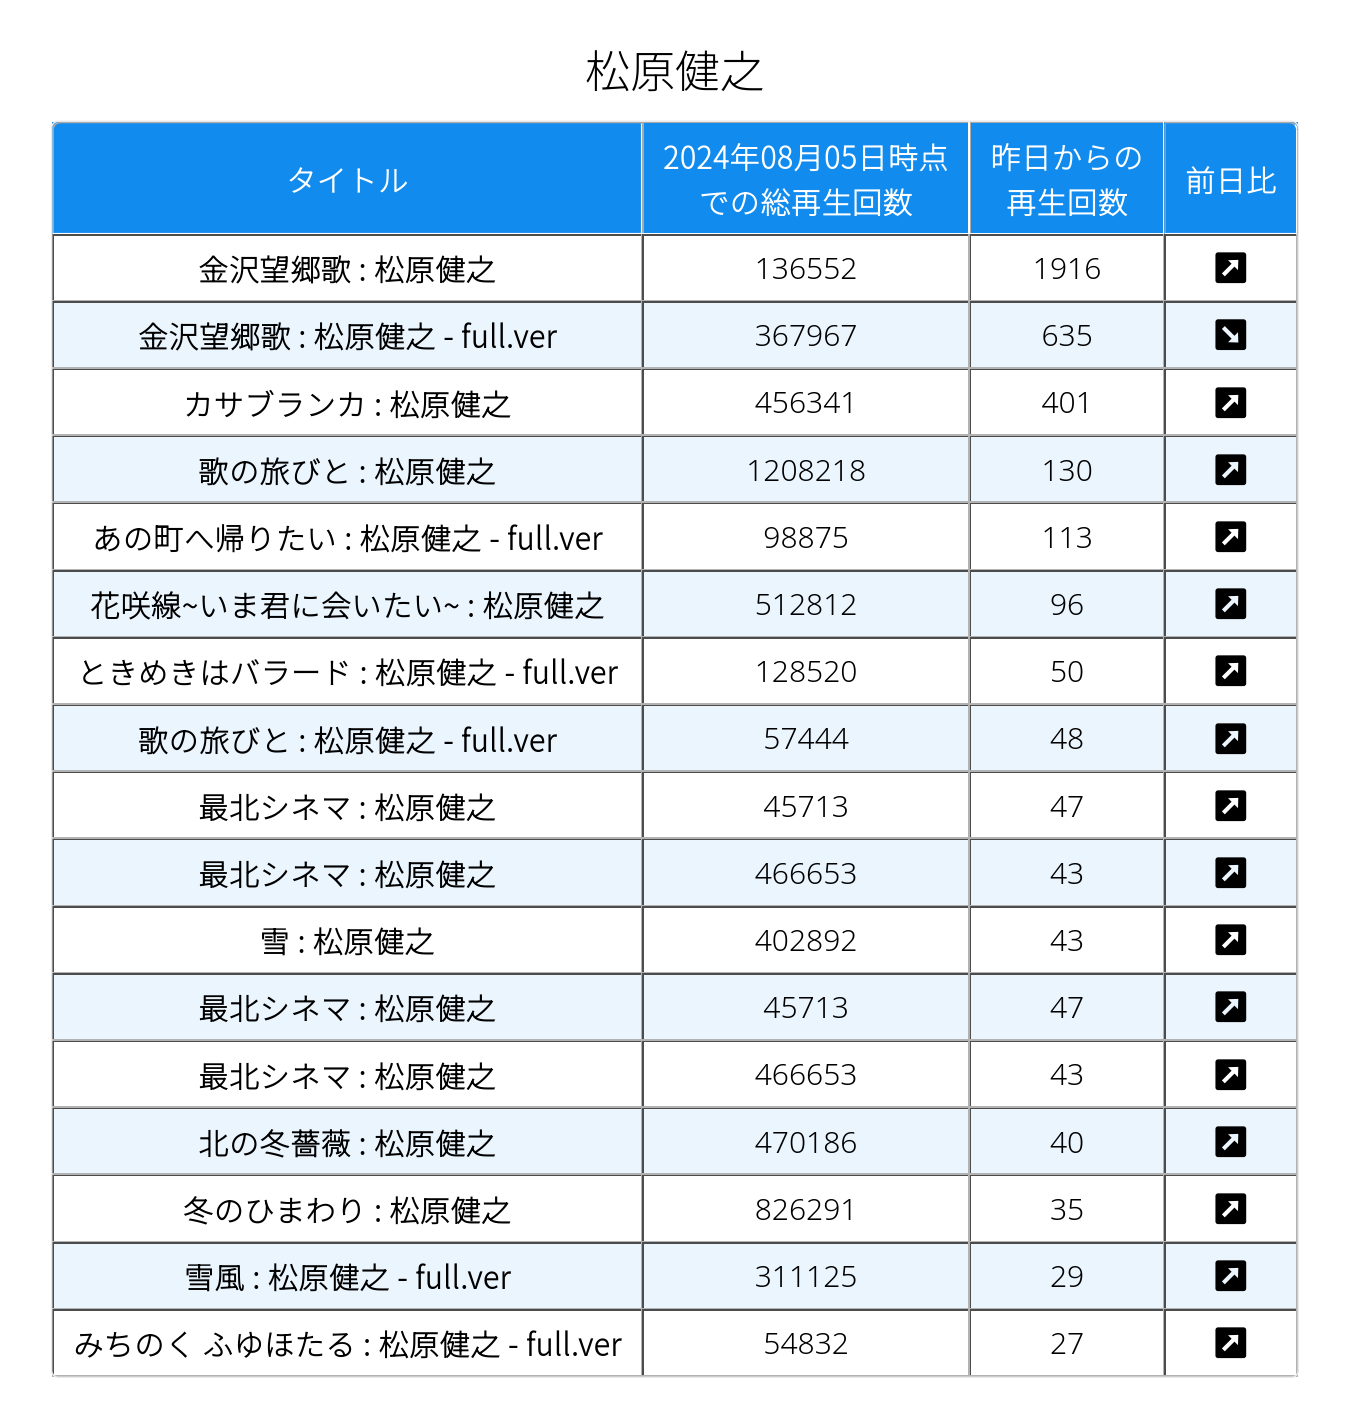 松原健之
タイトル 2024年08月05日時点での総再生回数 昨日からの再生回数 前日比
金沢望郷歌 : 松原健之 136552 1916 ↗
金沢望郷歌 : 松原健之 - full.ver 367967 635 ↘
カサブランカ : 松原健之 456341 401 ↗
歌の旅びと : 松原健之 1208218 130 ↗
あの町へ帰りたい : 松原健之 - full.ver 98875 113 ↗
花咲線~いま君に会いたい~ : 松原健之 512812 96 ↗
ときめきはバラード : 松原健之 - full.ver 128520 50 ↗
歌の旅びと : 松原健之 - full.ver 57444 48 ↗
最北シネマ : 松原健之 45713 47 ↗
最北シネマ : 松原健之 466653 43 ↗
雪 : 松原健之 402892 43 ↗
最北シネマ : 松原健之 45713 47 ↗
最北シネマ : 松原健之 466653 43 ↗
北の冬薔薇 : 松原健之 470186 40 ↗
冬のひまわり : 松原健之 826291 35 ↗
雪風 : 松原健之 - full.ver 311125 29 ↗
みちのく ふゆほたる : 松原健之 - full.ver 54832 27 ↗